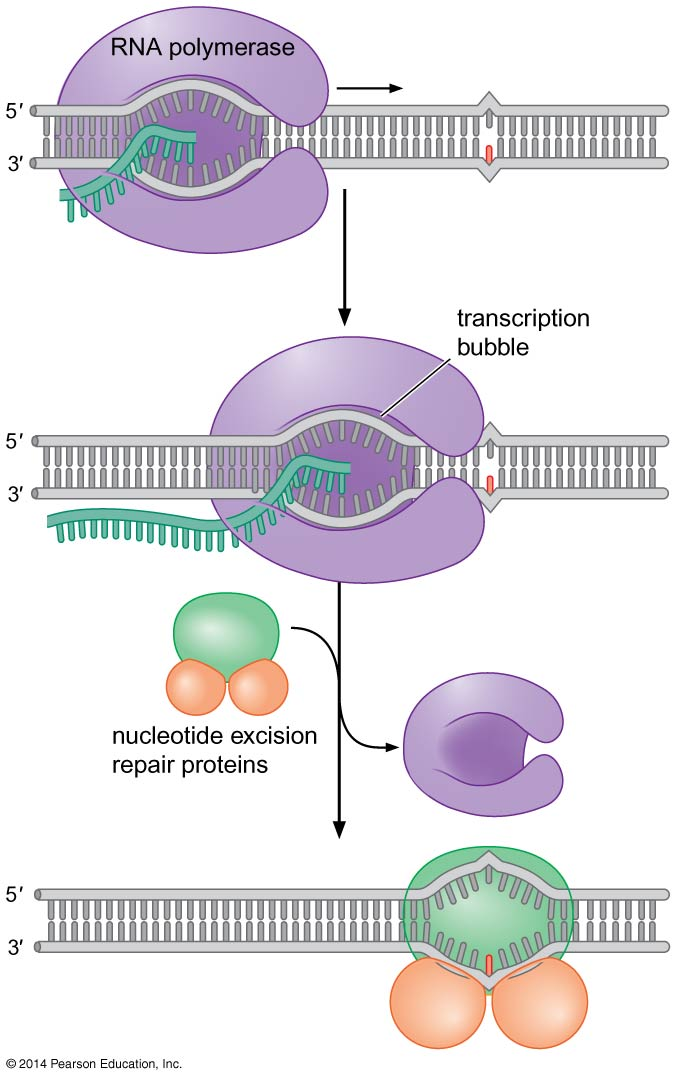 RNA polymerase
5′
3′
transcription
bubble
5′
3′
nucleotide excision
repair proteins
5′
3′
© 2014 Pearson Education, Inc.